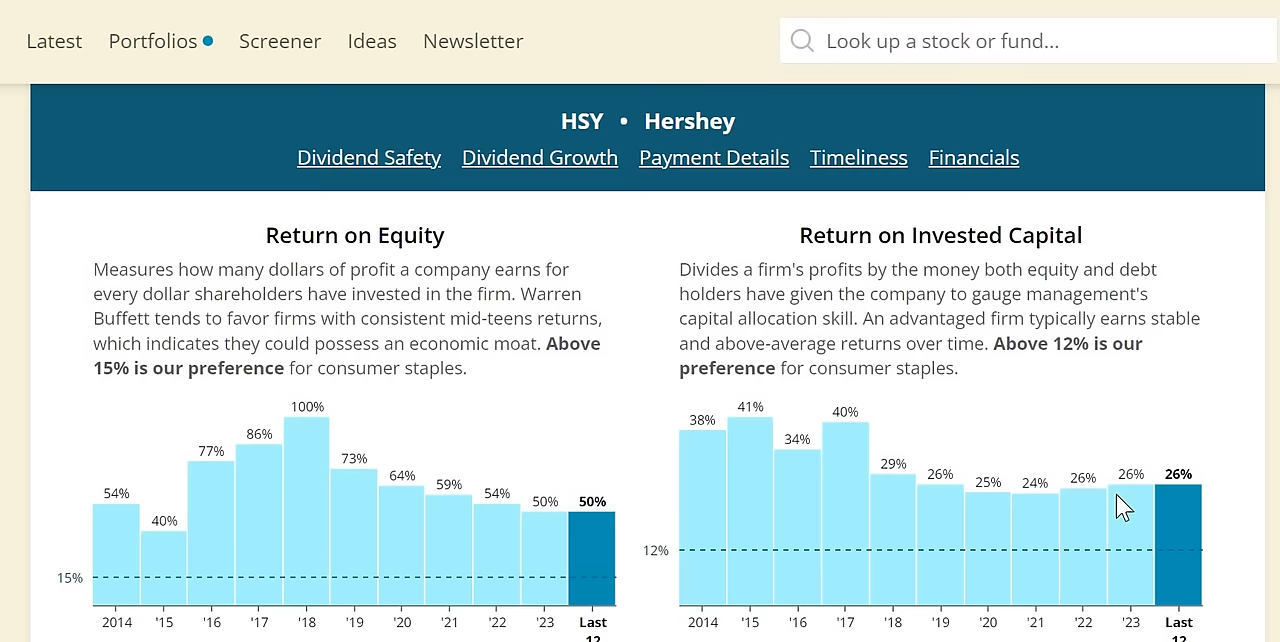 Latest Portfolios Screener Ideas Newsletter
Look up a stock or fund...
HSY • Hershey
Dividend Safety Dividend Growth Payment Details Timeliness Financials
Return on Equity
Measures how many dollars of profit a company earns for
every dollar shareholders have invested in the firm. Warren
Buffett tends to favor firms with consistent mid-teens returns,
which indicates they could possess an economic moat. Above
15% is our preference for consumer staples.
100%
86%
77%
73%
64%
59%
54%
54%
50%
50%
40%
15%
2014 '15 '16 '17 '18 '19 '20 '21 '22 '23 Last
12
Return on Invested Capital
Divides a firm's profits by the money both equity and debt
holders have given the company to gauge management's
capital allocation skill. An advantaged firm typically earns stable
and above-average returns over time. Above 12% is our
preference for consumer staples.
38%
41%
34%
40%
29%
26%
25%
24%
26%
26%
26%
12%
2014 '15 '16 '17 '18 '19 '20 '21 '22 '23 Last
12